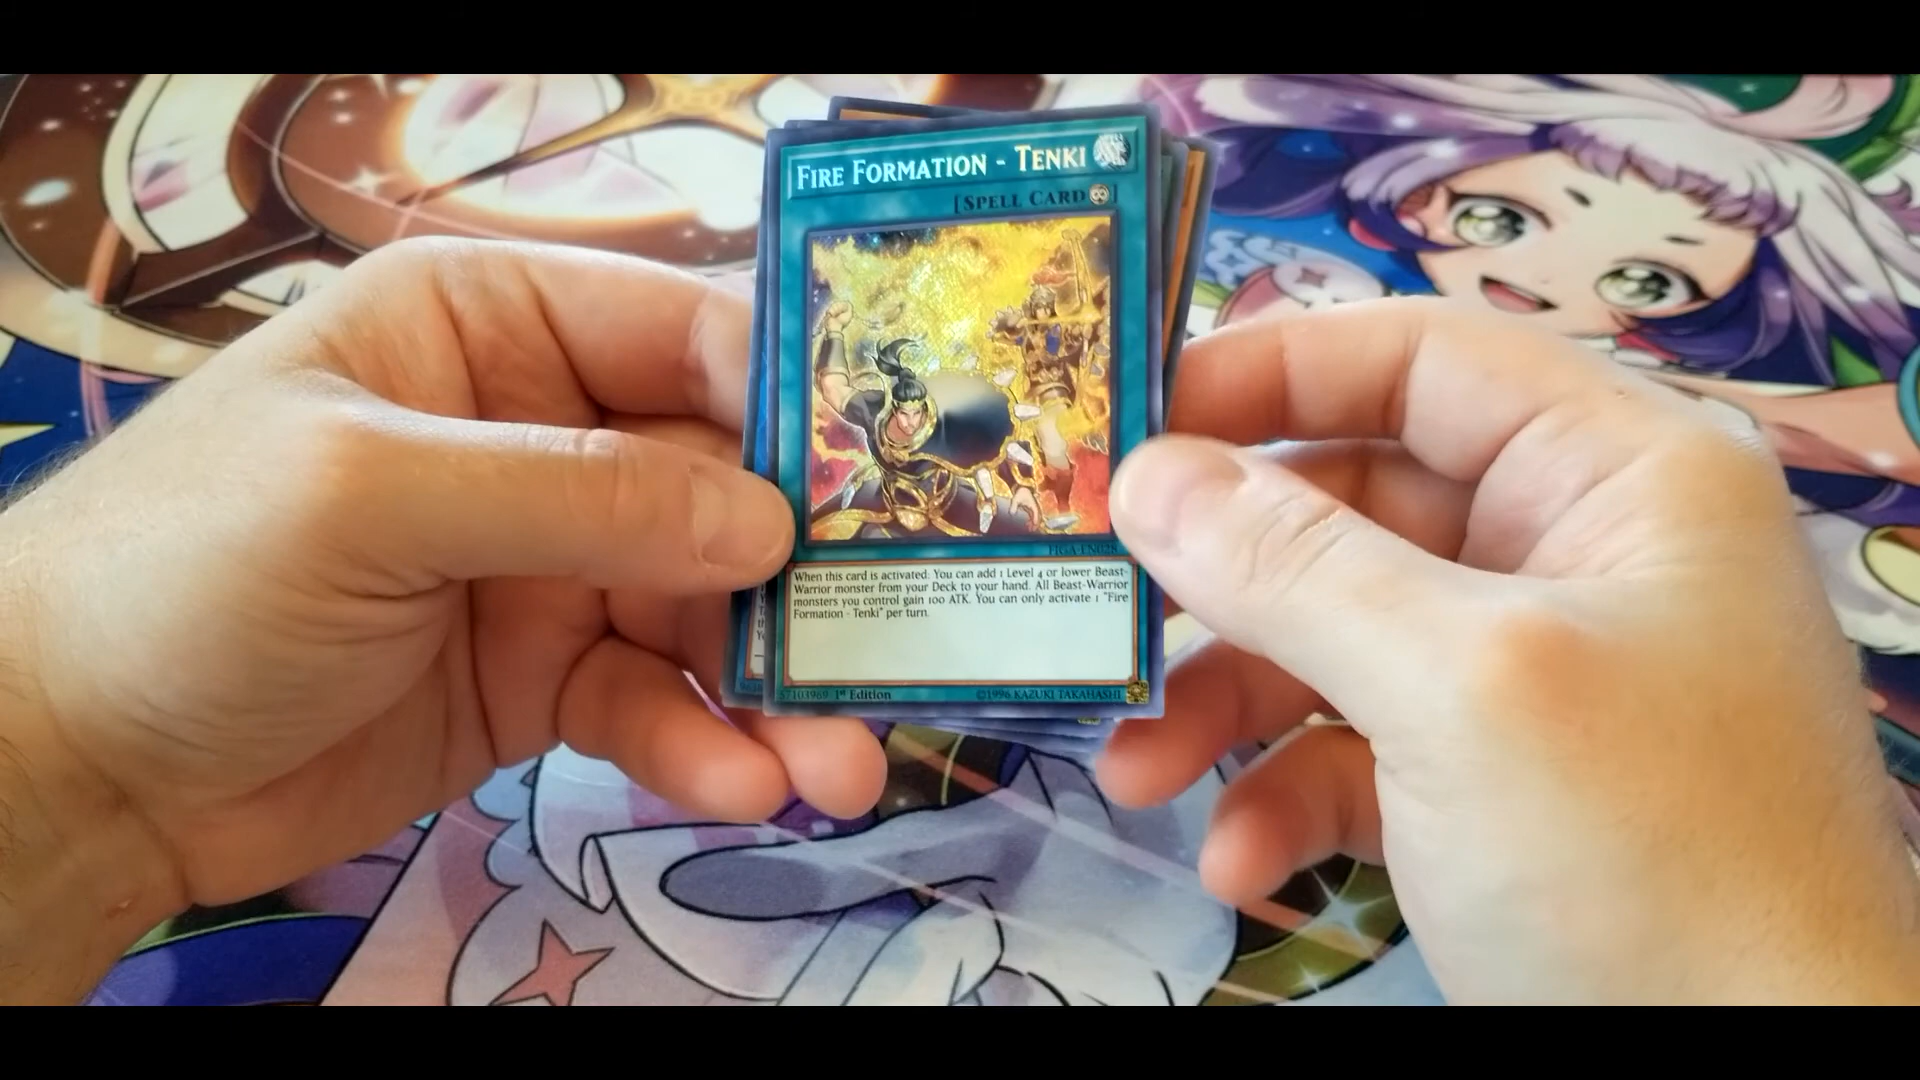 FIRE FORMATION - TENKI
[SPELL CARD ]
FIGA-EN028
When this card is activated: You can add 1 Level 4 or lower Beast-
Warrior monster from your Deck to your hand. All Beast-Warrior
monsters you control gain 100 ATK. You can only activate 1 "Fire
Formation - Tenki" per turn.
57103969 1st Edition ©1996 KAZUKI TAKAHASHI